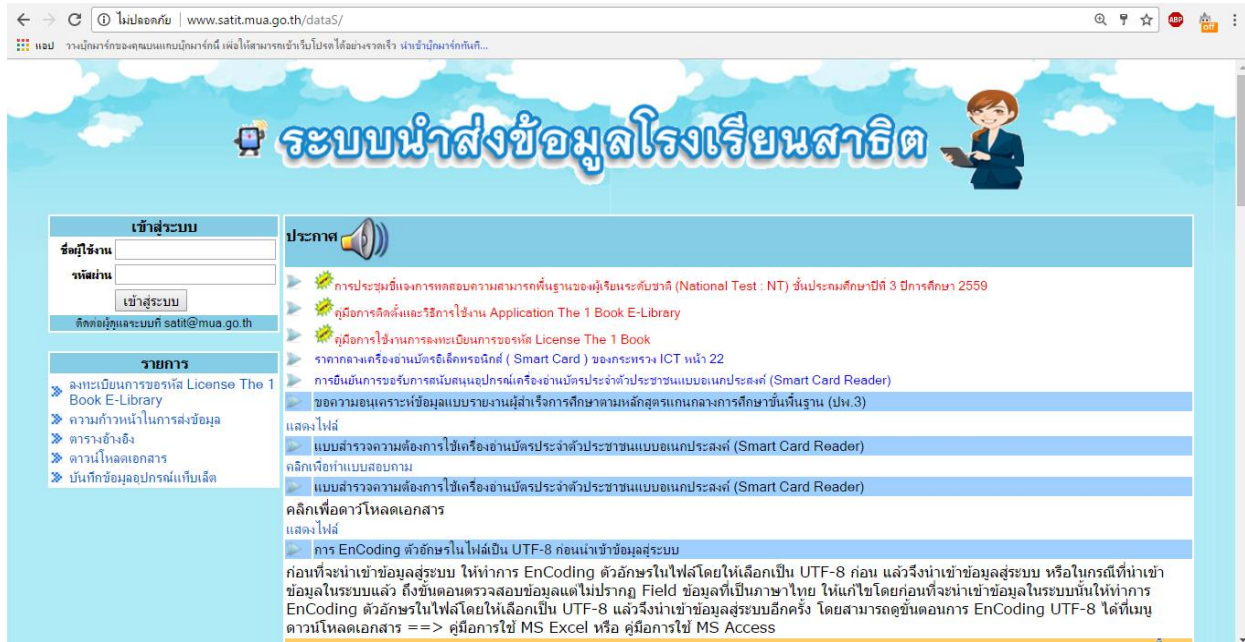 ไม่ปลอดภัย | www.satit.mua.go.th/dataS/
ABP
off
แอป วางบุ๊กมาร์กของคุณบนแถบบุ๊กมาร์กนี้ เพื่อให้สามารถเข้าเว็บโปรดได้อย่างรวดเร็ว นำเข้าบุ๊กมาร์กทันที...
ระบบนำส่งข้อมูลโรงเรียนสาธิต
เข้าสู่ระบบ
ชื่อผู้ใช้งาน
รหัสผ่าน
เข้าสู่ระบบ
ติดต่อผู้ดูแลระบบที่ satit@mua.go.th
รายการ
ลงทะเบียนการขอรหัส License The 1
Book E-Library
ความก้าวหน้าในการส่งข้อมูล
ตารางอ้างอิง
ดาวน์โหลดเอกสาร
บันทึกข้อมูลอุปกรณ์แท็บเล็ต
ประกาศ
การประชุมชี้แจงการทดสอบความสามารถพื้นฐานของผู้เรียนระดับชาติ (National Test : NT) ชั้นประถมศึกษาปีที่ 3 ปีการศึกษา 2559
คู่มือการติดตั้งและวิธีการใช้งาน Application The 1 Book E-Library
คู่มือการใช้งานการลงทะเบียนการขอรหัส License The 1 Book
ราคากลางเครื่องอ่านบัตรอิเล็กทรอนิกส์ ( Smart Card ) ของกระทรวง ICT หน้า 22
การยืนยันการขอรับการสนับสนุนอุปกรณ์เครื่องอ่านบัตรประจำตัวประชาชนแบบอเนกประสงค์ (Smart Card Reader)
ขอความอนุเคราะห์ข้อมูลแบบรายงานผู้สำเร็จการศึกษาตามหลักสูตรแกนกลางการศึกษาขั้นพื้นฐาน (ปพ.3)
แสดงไฟล์
แบบสำรวจความต้องการใช้เครื่องอ่านบัตรประจำตัวประชาชนแบบอเนกประสงค์ (Smart Card Reader)
คลิกเพื่อทำแบบสอบถาม
แบบสำรวจความต้องการใช้เครื่องอ่านบัตรประจำตัวประชาชนแบบอเนกประสงค์ (Smart Card Reader)
คลิกเพื่อดาว์โหลดเอกสาร
แสดงไฟล์
การ EnCoding ตัวอักษรในไฟล์เป็น UTF-8 ก่อนนำเข้าข้อมูลสู่ระบบ
ก่อนที่จะนำเข้าข้อมูลสู่ระบบ ให้ทำการ EnCoding ตัวอักษรในไฟล์โดยให้เลือกเป็น UTF-8 ก่อน แล้วจึงนำเข้าข้อมูลสู่ระบบ หรือในกรณีที่นำเข้า
ข้อมูลในระบบแล้ว ถึงขั้นตอนตรวจสอบข้อมูลแต่ไม่ปรากฏ Field ข้อมูลที่เป็นภาษาไทย ให้แก้ไขโดยก่อนที่จะนำเข้าข้อมูลในระบบนั้นให้ทำการ
EnCoding ตัวอักษรในไฟล์โดยให้เลือกเป็น UTF-8 แล้วจึงนำเข้าข้อมูลสู่ระบบอีกครั้ง โดยสามารถดูขั้นตอนการ EnCoding UTF-8 ได้ที่เมนู
ดาวน์โหลดเอกสาร ==> คู่มือการใช้ MS Excel หรือ คู่มือการใช้ MS Access